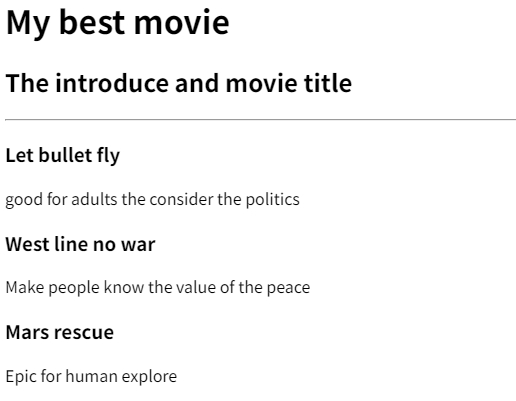 My best movie
The introduce and movie title
Let bullet fly
good for adults the consider the politics
West line no war
Make people know the value of the peace
Mars rescue
Epic for human explore